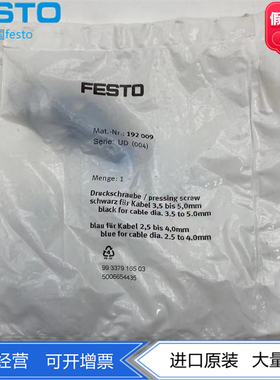 STO
festo
FESTO
Mat.-Nr.: 192 009
Serie: UD (004)
Menge: 1
Druckschraube / pressing screw
schwarz für Kabel 3,5 bis 5,0mm
black for cable dia. 3.5 to 5.0mm
blau für Kabel 2,5 bis 4,0mm
blue for cable dia. 2.5 to 4.0mm
99 3379 165 03
5006654435
经营 可开增票 进口原装 大量